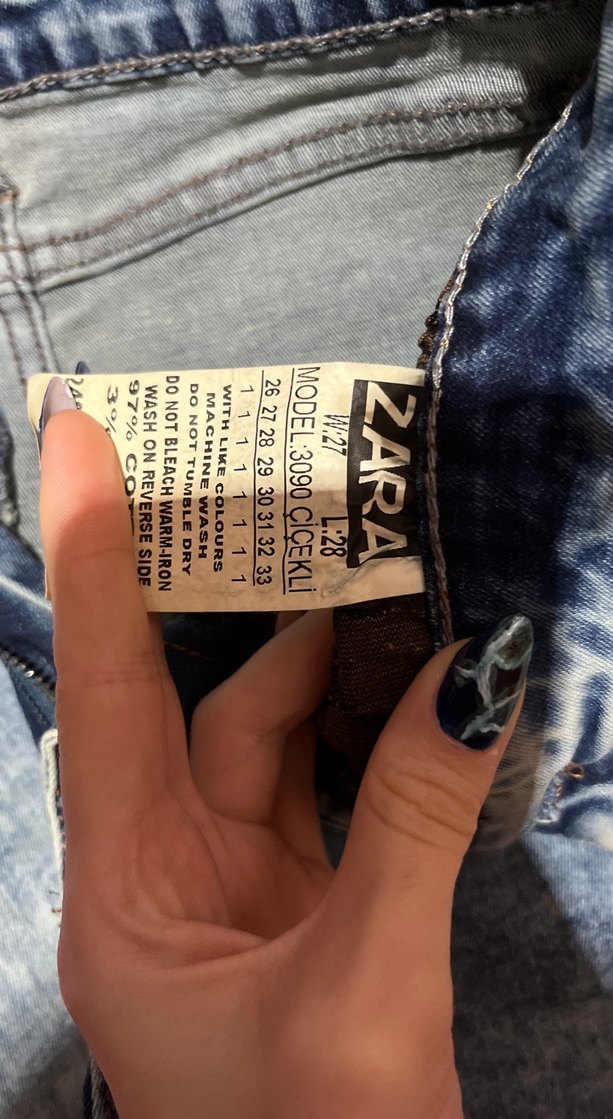 ZARA
W:27 L:28
MODEL:3090 ÇİÇEKLİ
26 27 28 29 30 31 32 33
1 1 1 1 1 1 1 1
WITH LIKE COLOURS
MACHINE WASH
DO NOT TUMBLE DRY
DO NOT BLEACH WARM-IRON
WASH ON REVERSE SIDE
97%
3%